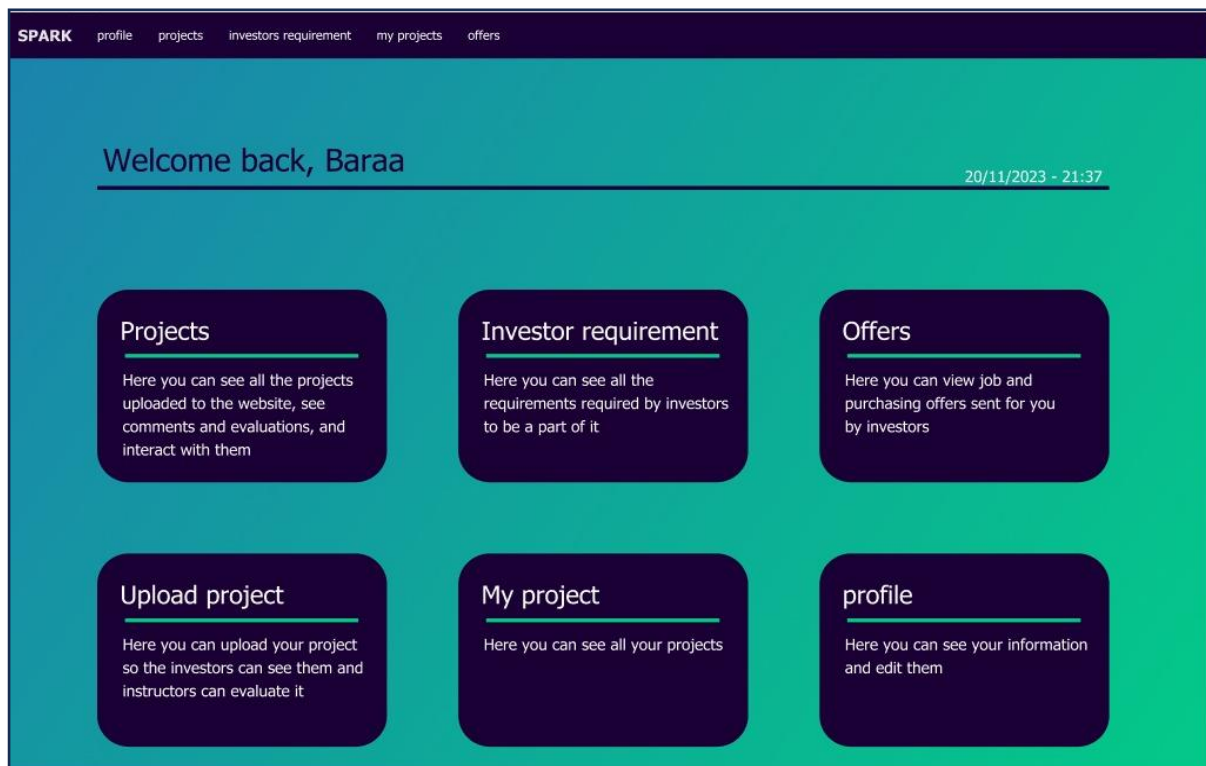 SPARK profile projects investors requirement my projects offers
Welcome back, Baraa
20/11/2023 - 21:37
Projects
Here you can see all the projects
uploaded to the website, see
comments and evaluations, and
interact with them
Investor requirement
Here you can see all the
requirements required by investors
to be a part of it
Offers
Here you can view job and
purchasing offers sent for you
by investors
Upload project
Here you can upload your project
so the investors can see them and
instructors can evaluate it
My project
Here you can see all your projects
profile
Here you can see your information
and edit them